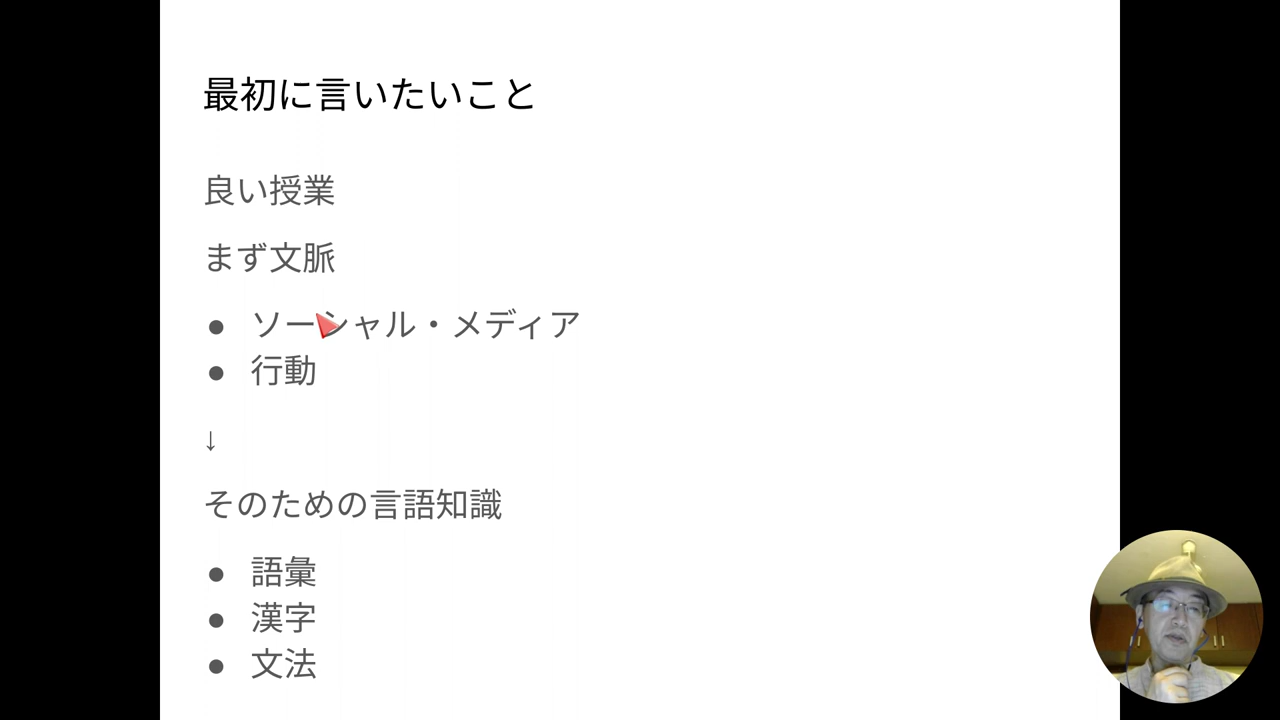 最初に言いたいこと
良い授業
まず文脈
● ソーシャル・メディア
● 行動
↓
そのための言語知識
● 語彙
● 漢字
● 文法